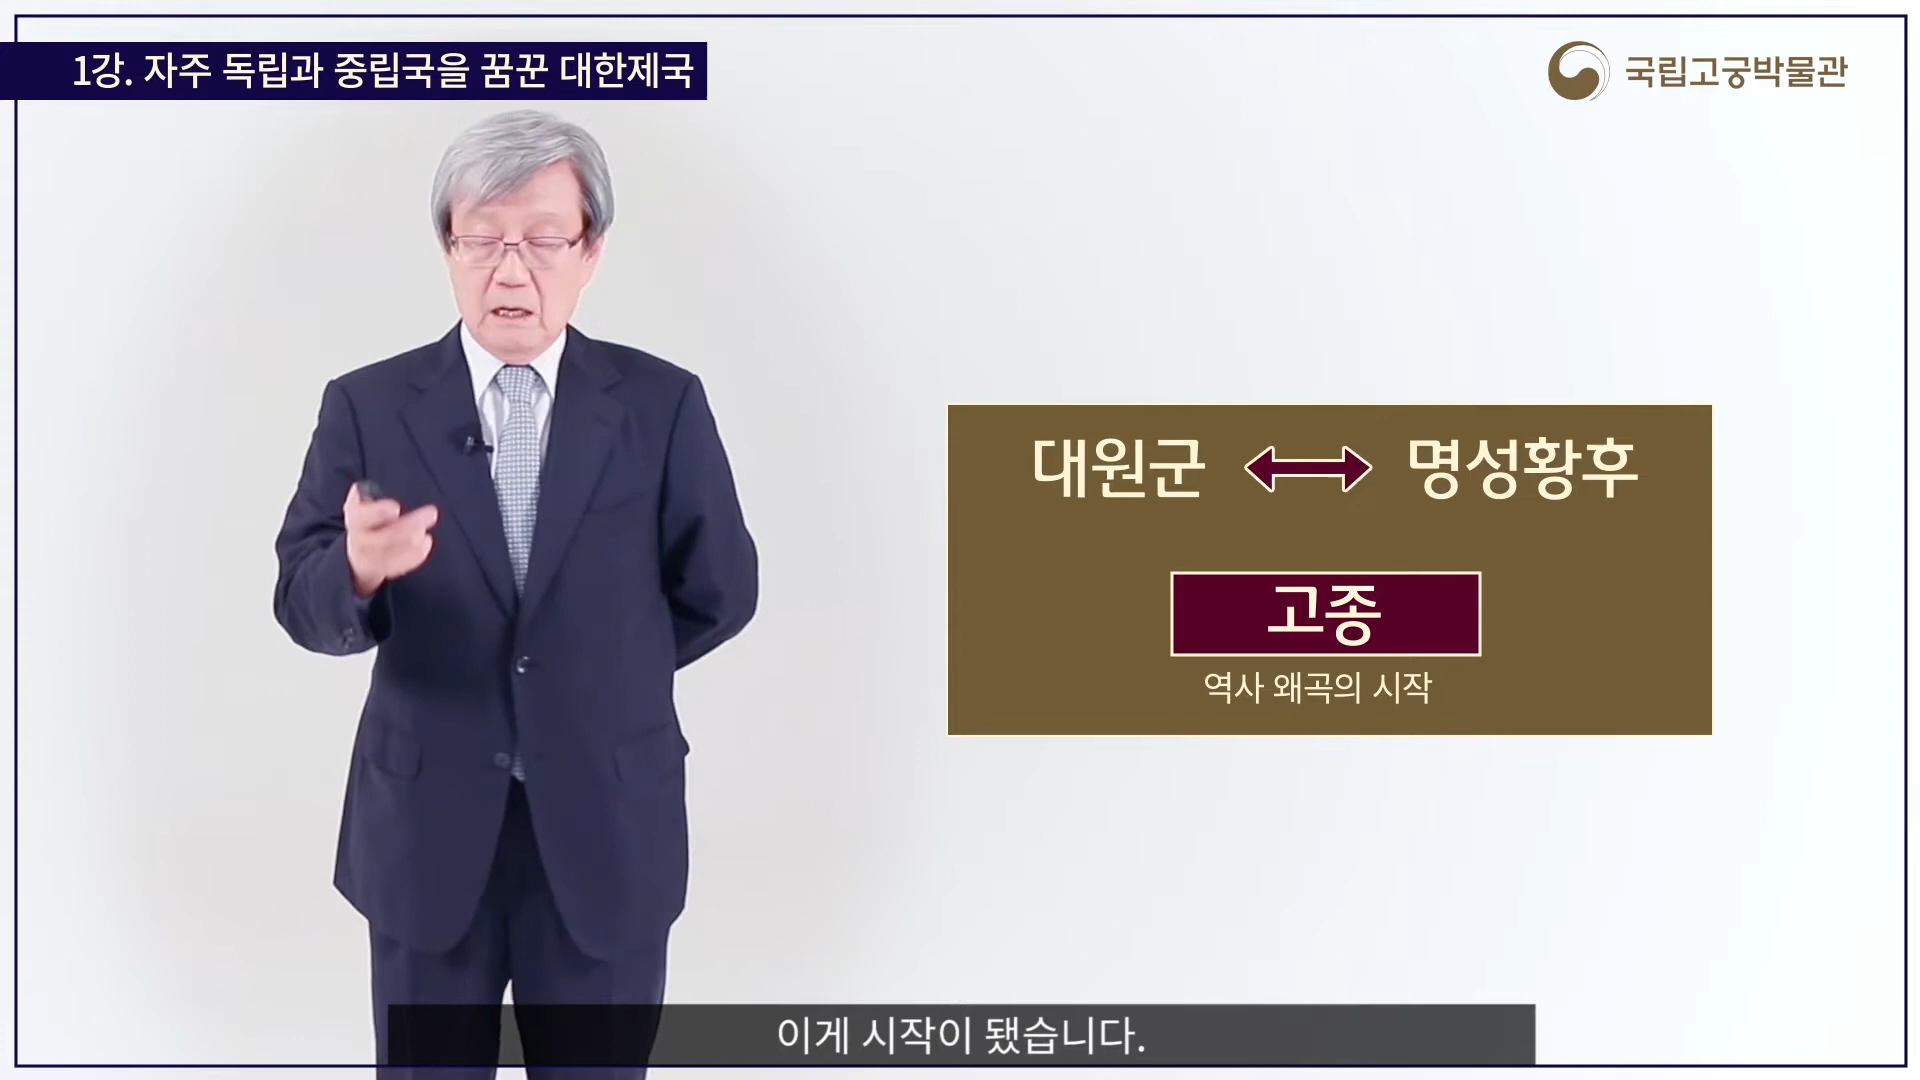 1강. 자주 독립과 중립국을 꿈꾼 대한제국
국립고궁박물관
대원군 ↔ 명성황후
고종
역사 왜곡의 시작
이게 시작이 됐습니다.